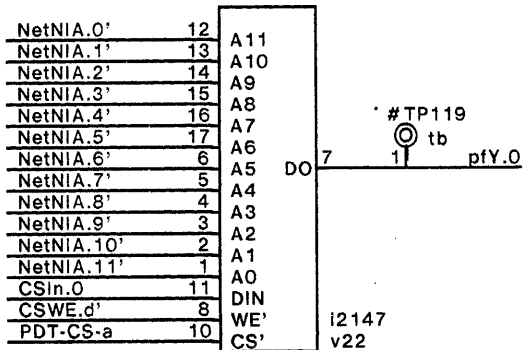 NetNIA.0' 12 A11
NetNIA.1' 13 A10
NetNIA.2' 14 A9
NetNIA.3' 15 A8
NetNIA.4' 16 A7
NetNIA.5' 17 A6
NetNIA.6' 6 A5 DO 7 1 pfY.0
NetNIA.7' 5 A4
NetNIA.8' 4 A3
NetNIA.9' 3 A2
NetNIA.10' 2 A1
NetNIA.11' 1 A0
CSIn.0 11 DIN
CSWE.d' 8 WE' i2147
PDT-CS-a 10 CS' v22
#TP119
tb